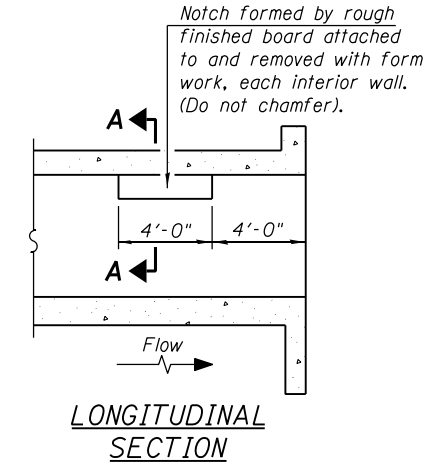 Notch formed by rough
finished board attached
to and removed with form
work, each interior wall.
(Do not chamfer).
A
4'-0" 4'-0"
A
Flow
LONGITUDINAL
SECTION